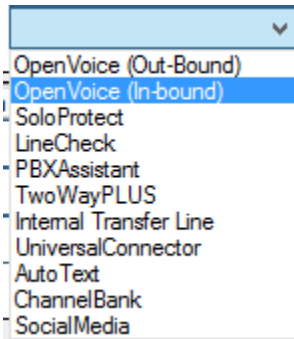 OpenVoice (Out-Bound)
OpenVoice (In-bound)
SoloProtect
LineCheck
PBXAssistant
TwoWayPLUS
Internal Transfer Line
UniversalConnector
AutoText
ChannelBank
SocialMedia